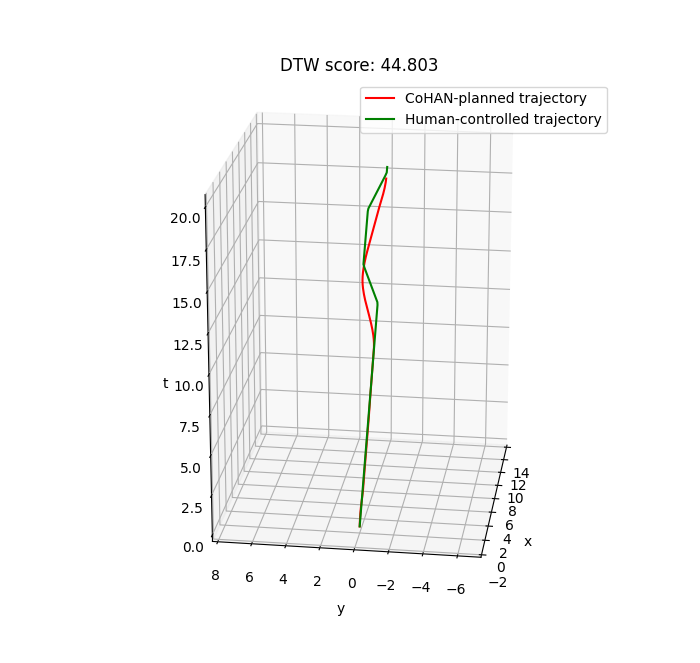 DTW score: 44.803
CoHAN-planned trajectory
Human-controlled trajectory
20.0
17.5
15.0
12.5
t 10.0
7.5
5.0
2.5
0.0
14
12
10
8
6
4
2
0
−2
x
8 6 4 2 0 −2 −4 −6
y